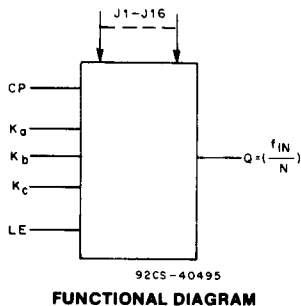 J1-J16
CP
Ka
Kb
Kc
LE
Q=(fIN/N)
92CS-40495
FUNCTIONAL DIAGRAM